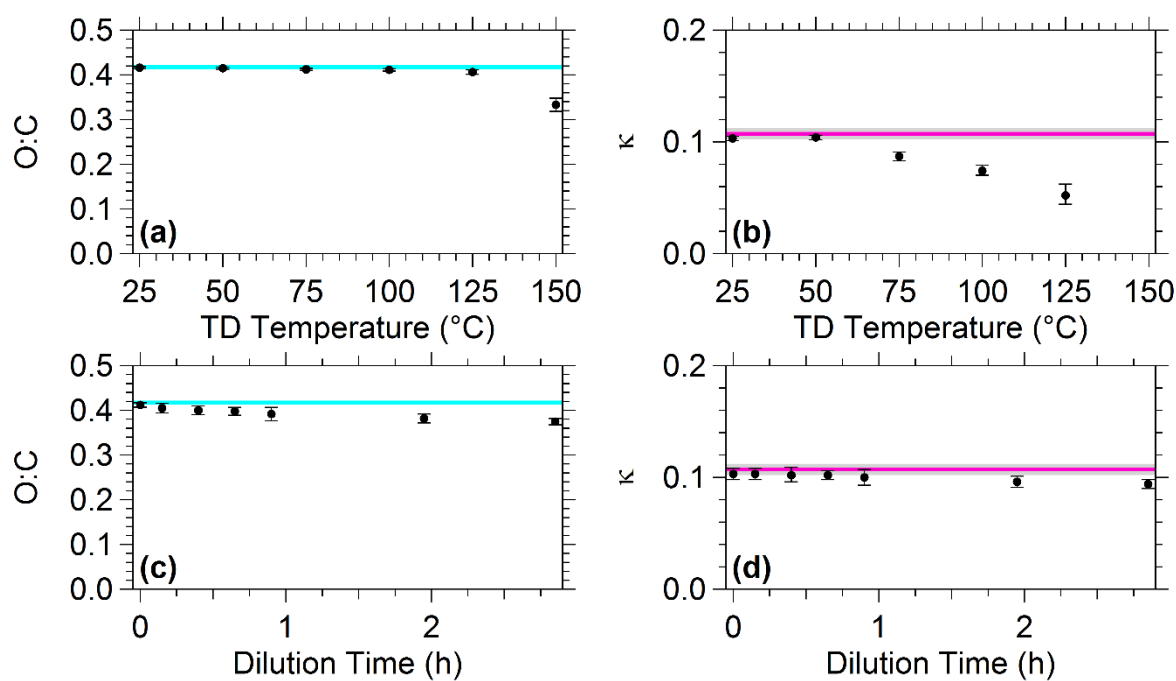 0.5
0.4
0.3
0.2
0.1
0.0
O:C
(a)
25 50 75 100 125 150
TD Temperature (°C)
0.2
0.1
0.0
κ
(b)
25 50 75 100 125 150
TD Temperature (°C)
0.5
0.4
0.3
0.2
0.1
0.0
O:C
(c)
0 1 2
Dilution Time (h)
0.2
0.1
0.0
κ
(d)
0 1 2
Dilution Time (h)